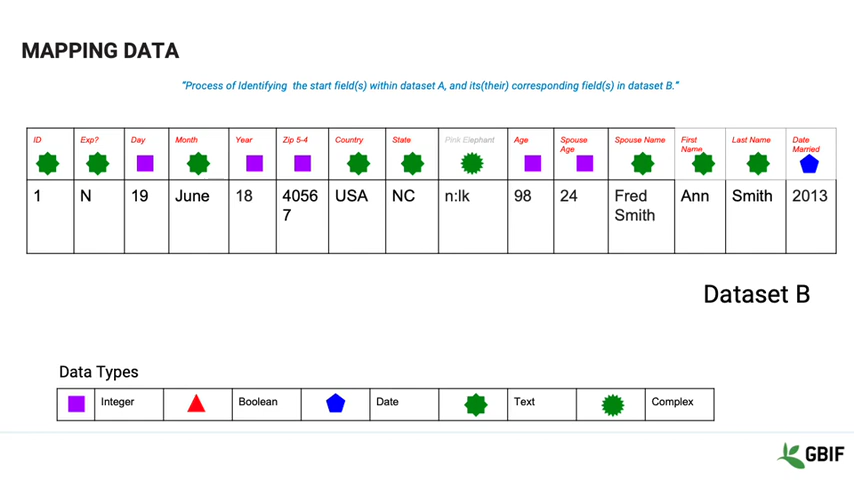 MAPPING DATA
"Process of Identifying the start field(s) within dataset A, and its(their) corresponding field(s) in dataset B."
ID Exp? Day Month Year Zip 5-4 Country State Pink Elephant Age Spouse Age Spouse Name First Name Last Name Date Married
1 N 19 June 18 40567 USA NC n:lk 98 24 Fred Smith Ann Smith 2013
Dataset B
Data Types
Integer Boolean Date Text Complex
GBIF